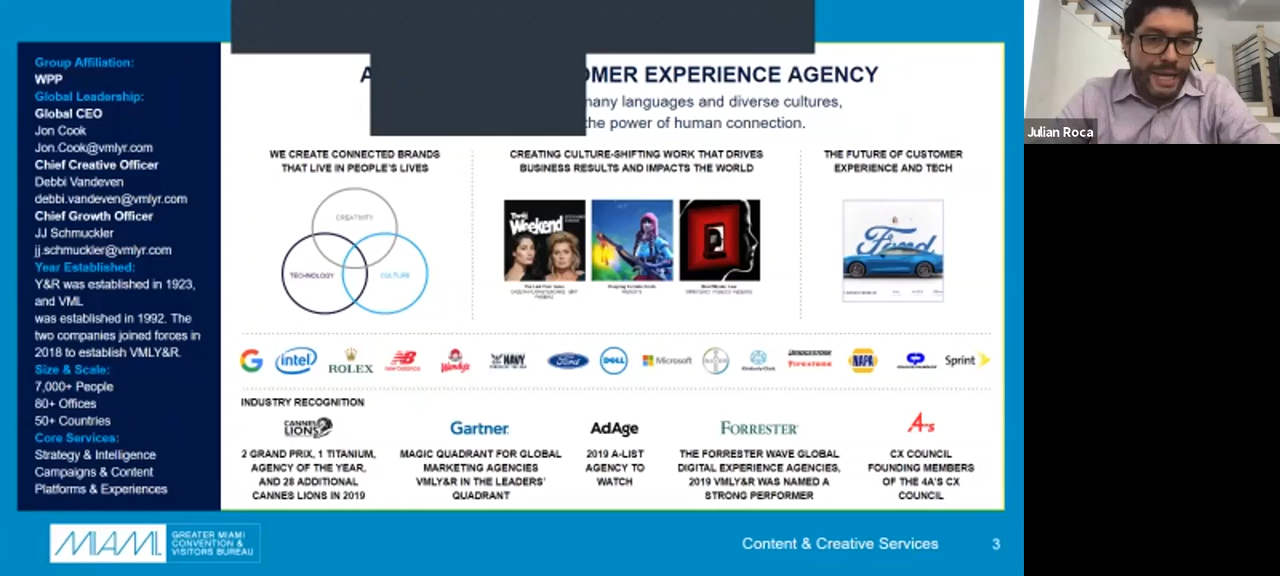 Group Affiliation:
WPP
Global Leadership:
Global CEO
Jon Cook
Jon.Cook@vmlyr.com
Chief Creative Officer
Debbi Vandeven
debbi.vandeven@vmlyr.com
Chief Growth Officer
JJ Schmuckler
jj.schmuckler@vmlyr.com
Year Established:
Y&R was established in 1923,
and VML
was established in 1992. The
two companies joined forces in
2018 to establish VMLY&R.
Size & Scale:
7,000+ People
80+ Offices
50+ Countries
Core Services:
Strategy & Intelligence
Campaigns & Content
Platforms & Experiences
OMER EXPERIENCE AGENCY
many languages and diverse cultures,
the power of human connection.
WE CREATE CONNECTED BRANDS
THAT LIVE IN PEOPLE'S LIVES
CREATIVITY
TECHNOLOGY
CULTURE
CREATING CULTURE-SHIFTING WORK THAT DRIVES
BUSINESS RESULTS AND IMPACTS THE WORLD
Weekend
THE FUTURE OF CUSTOMER
EXPERIENCE AND TECH
Ford
G
intel
ROLEX
NB
new balance
Wendy's
NAVY
Ford
DELL
Microsoft
BAYER
Kimberly-Clark
BRIDGESTONE
Firestone
NAPA
Sprint
INDUSTRY RECOGNITION
CANNES
LIONS
2 GRAND PRIX, 1 TITANIUM,
AGENCY OF THE YEAR,
AND 28 ADDITIONAL
CANNES LIONS IN 2019
Gartner
MAGIC QUADRANT FOR GLOBAL
MARKETING AGENCIES
VMLY&R IN THE LEADERS'
QUADRANT
AdAge
2019 A-LIST
AGENCY TO
WATCH
FORRESTER
THE FORRESTER WAVE GLOBAL
DIGITAL EXPERIENCE AGENCIES,
2019 VMLY&R WAS NAMED A
STRONG PERFORMER
4A's
CX COUNCIL
FOUNDING MEMBERS
OF THE 4A'S CX
COUNCIL
MIAMI
GREATER MIAMI
CONVENTION &
VISITORS BUREAU
Content & Creative Services
3
Julian Roca